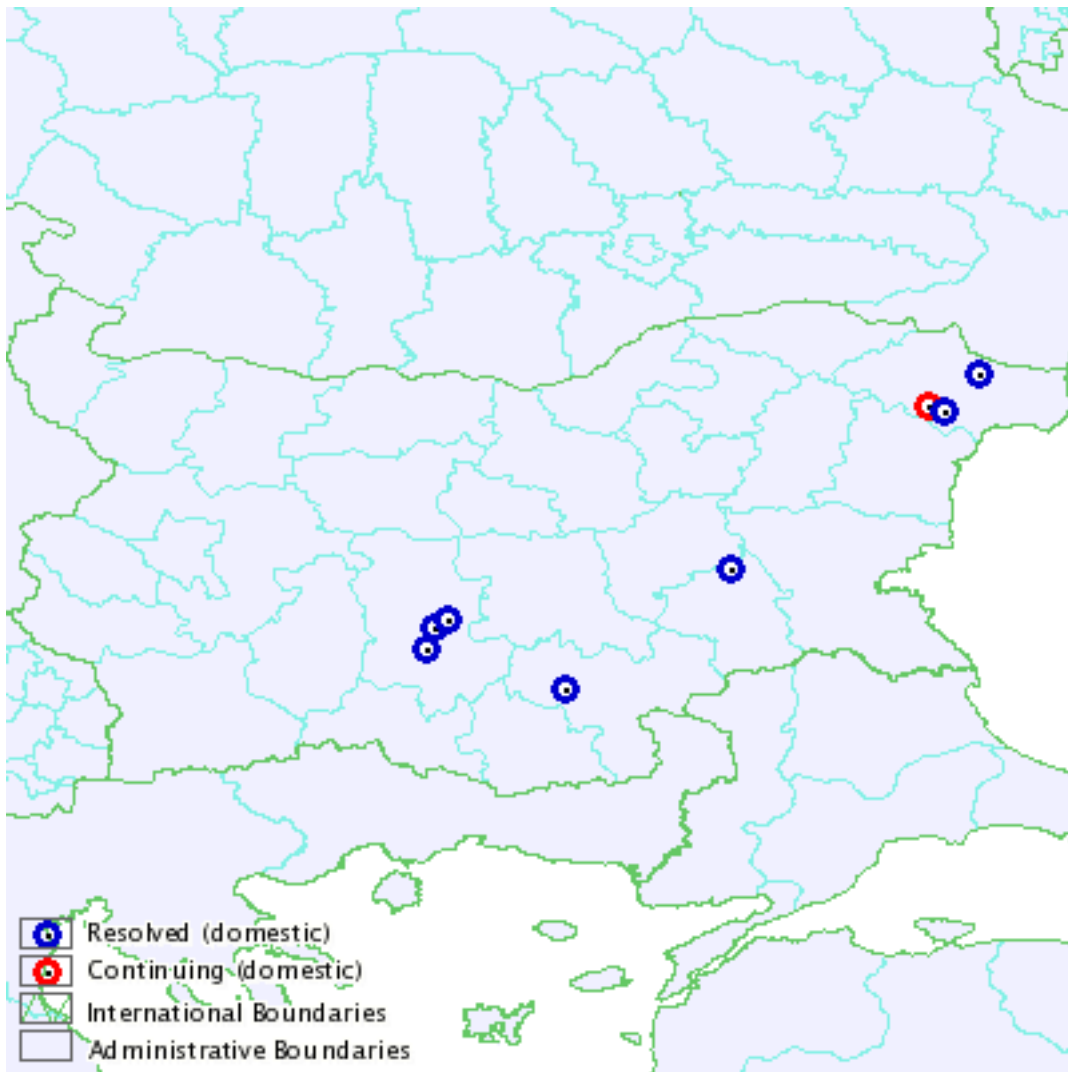 Resolved (domestic)
Continuing (domestic)
International Boundaries
Administrative Boundaries